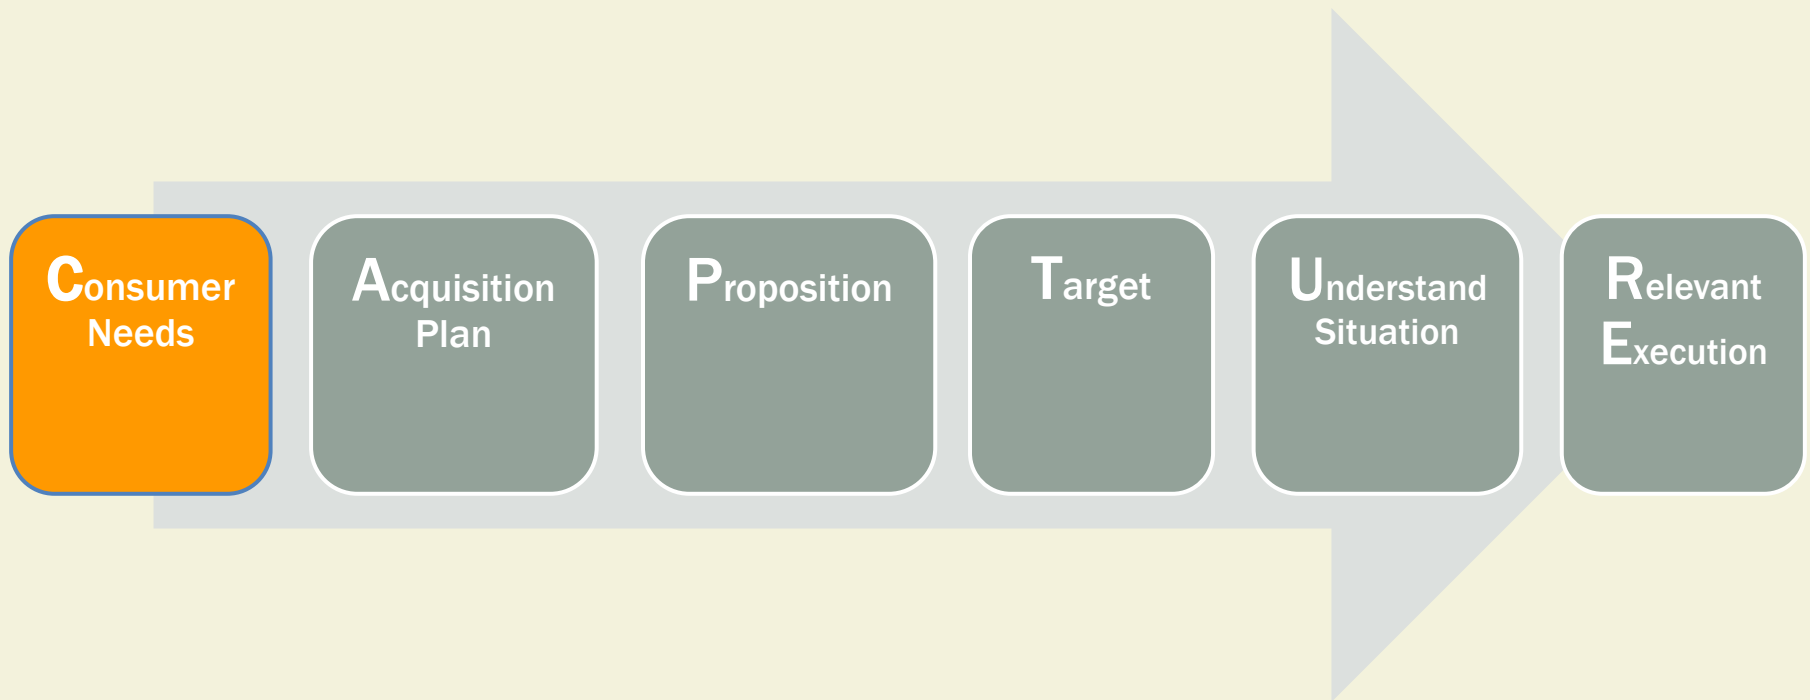 Consumer
Needs
Acquisition
Plan
Proposition
Target
Understand
Situation
Relevant
Execution